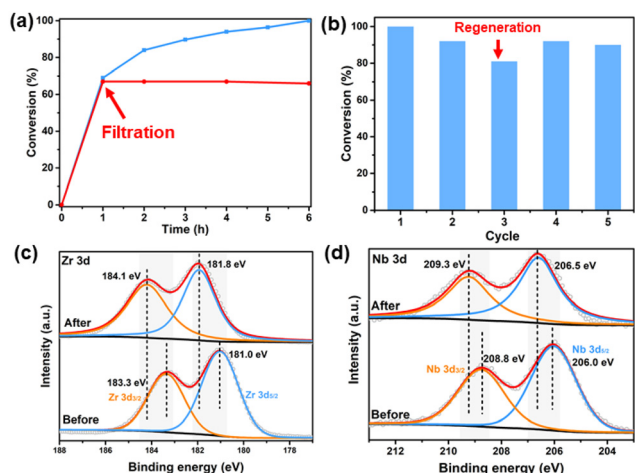 (a)
100
80
60
40
20
0
Conversion (%)
Filtration
0 1 2 3 4 5 6
Time (h)
(b)
100
80
60
40
20
0
Conversion (%)
Regeneration
1 2 3 4 5
Cycle
(c)
Zr 3d
184.1 eV
181.8 eV
After
183.3 eV
181.0 eV
Zr 3d3/2
Zr 3d5/2
Before
Intensity (a.u.)
188 186 184 182 180 178
Binding energy (eV)
(d)
Nb 3d
209.3 eV
206.5 eV
After
Nb 3d3/2
208.8 eV
Nb 3d5/2
206.0 eV
Before
Intensity (a.u.)
212 210 208 206 204
Binding energy (eV)